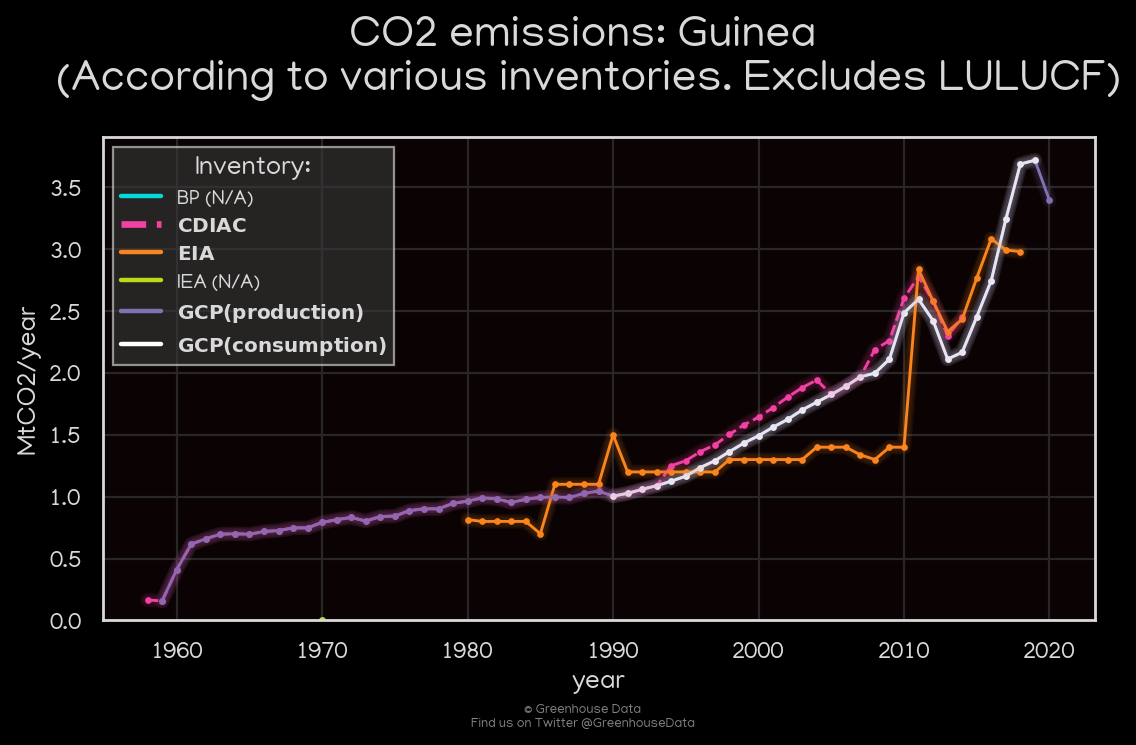 CO2 emissions: Guinea
(According to various inventories. Excludes LULUCF)
Inventory:
BP (N/A)
CDIAC
EIA
IEA (N/A)
GCP(production)
GCP(consumption)
MtCO2/year
3.5
3.0
2.5
2.0
1.5
1.0
0.5
0.0
1960 1970 1980 1990 2000 2010 2020
year
© Greenhouse Data
Find us on Twitter @GreenhouseData